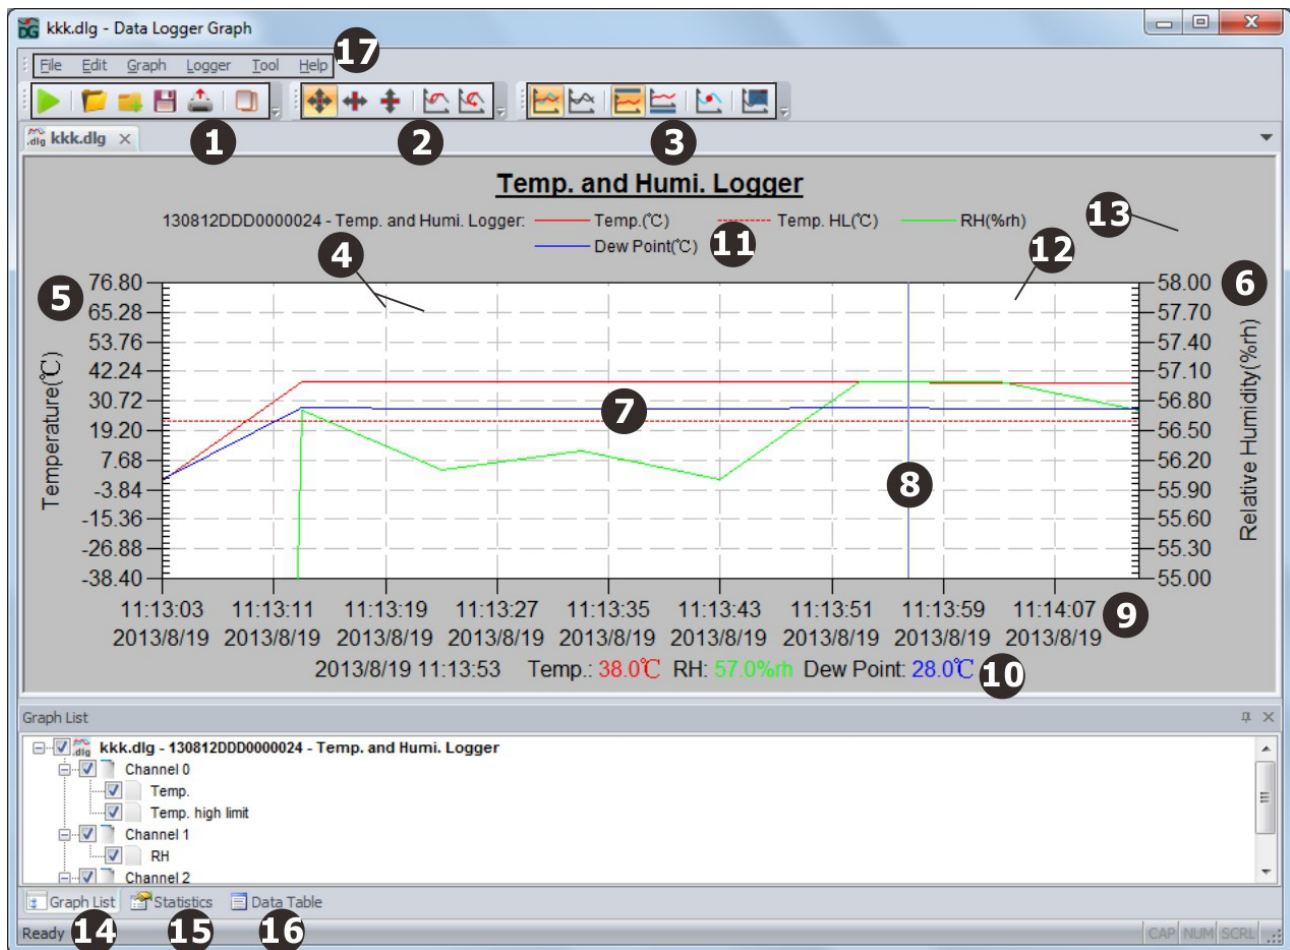 kkk.dlg - Data Logger Graph
File Edit Graph Logger Tool Help 17
1 2 3
.dlg kkk.dlg
Temp. and Humi. Logger
130812DDD0000024 - Temp. and Humi. Logger: Temp.(℃) Temp. HL(℃) RH(%rh) 13
Dew Point(℃) 11
4 12
5 6
Temperature(℃)
76.80
65.28
53.76
42.24
30.72
19.20
7.68
-3.84
-15.36
-26.88
-38.40
7
8
58.00
57.70
57.40
57.10
56.80
56.50
56.20
55.90
55.60
55.30
55.00
Relative Humidity(%rh)
11:13:03 11:13:11 11:13:19 11:13:27 11:13:35 11:13:43 11:13:51 11:13:59 11:14:07 9
2013/8/19 2013/8/19 2013/8/19 2013/8/19 2013/8/19 2013/8/19 2013/8/19 2013/8/19 2013/8/19
2013/8/19 11:13:53 Temp.: 38.0℃ RH: 57.0%rh Dew Point: 28.0℃ 10
Graph List
.dlg kkk.dlg - 130812DDD0000024 - Temp. and Humi. Logger
Channel 0
Temp.
Temp. high limit
Channel 1
RH
Channel 2
Graph List Statistics Data Table
14 15 16
Ready CAP NUM SCRL